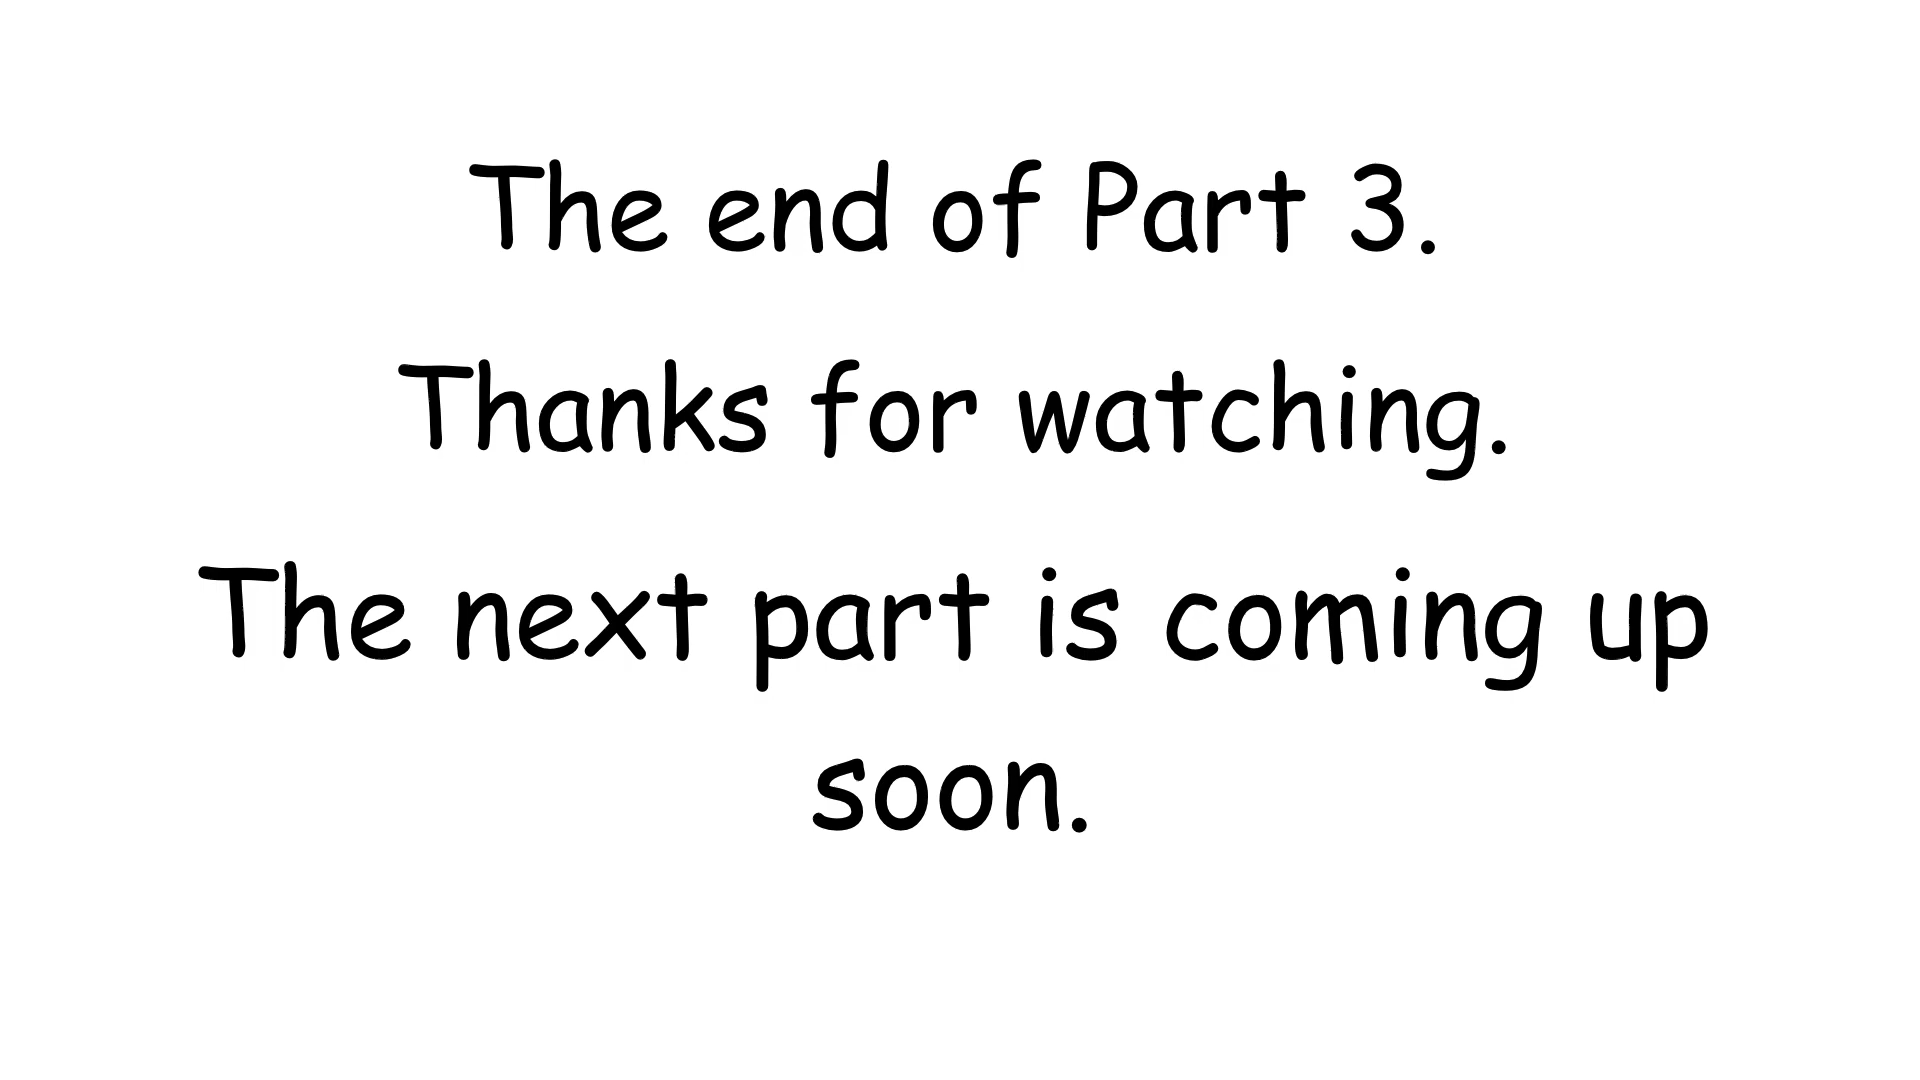 The end of Part 3.
Thanks for watching.
The next part is coming up
soon.